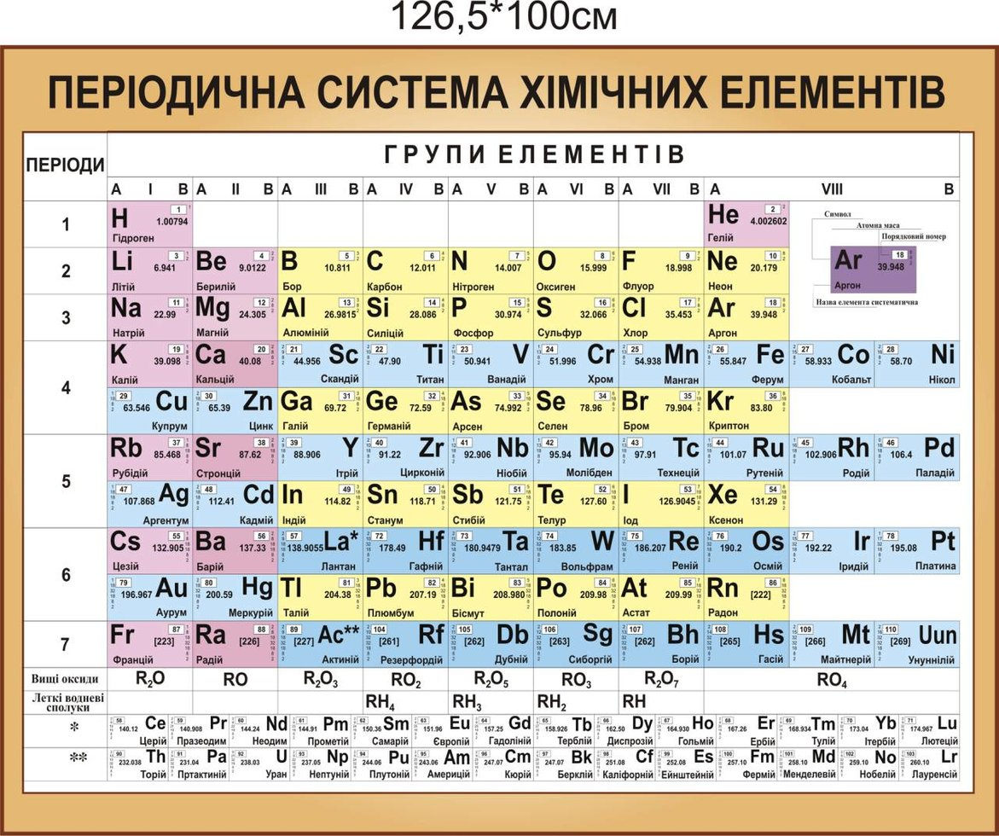 126,5*100см
ПЕРІОДИЧНА СИСТЕМА ХІМІЧНИХ ЕЛЕМЕНТІВ
ПЕРІОДИ
ГРУПИ ЕЛЕМЕНТІВ
A I B A II B A III B A IV B A V B A VI B A VII B A VIII B
1
H 1 1.00794 Гідроген
He 2 4.002602 Гелій
Символ
Атомна маса
Порядковий номер
Ar 18 39.948 Аргон
Назва елемента систематична
2
Li 3 6.941 Літій
Be 4 9.0122 Берилій
B 5 10.811 Бор
C 6 12.011 Карбон
N 7 14.007 Нітроген
O 8 15.999 Оксиген
F 9 18.998 Флуор
Ne 10 20.179 Неон
3
Na 11 22.99 Натрій
Mg 12 24.305 Магній
Al 13 26.9815 Алюміній
Si 14 28.086 Силіцій
P 15 30.974 Фосфор
S 16 32.066 Сульфур
Cl 17 35.453 Хлор
Ar 18 39.948 Аргон
4
K 19 39.098 Калій
Ca 20 40.08 Кальцій
21 44.956 Sc Скандій
22 47.90 Ti Титан
23 50.941 V Ванадій
24 51.996 Cr Хром
25 54.938 Mn Манган
26 55.847 Fe Ферум
27 58.933 Co Кобальт
28 58.70 Ni Нікол
29 63.546 Cu Купрум
30 65.39 Zn Цинк
Ga 31 69.72 Галій
Ge 32 72.59 Германій
As 33 74.992 Арсен
Se 34 78.96 Селен
Br 35 79.904 Бром
Kr 36 83.80 Криптон
5
Rb 37 85.468 Рубідій
Sr 38 87.62 Стронцій
39 88.906 Y Ітрій
40 91.22 Zr Цирконій
41 92.906 Nb Ніобій
42 95.94 Mo Молібден
43 97.91 Tc Технецій
44 101.07 Ru Рутеній
45 102.906 Rh Родій
46 106.4 Pd Паладій
47 107.868 Ag Аргентум
48 112.41 Cd Кадмій
In 49 114.82 Індій
Sn 50 118.71 Станум
Sb 51 121.75 Стибій
Te 52 127.60 Телур
I 53 126.9045 Іод
Xe 54 131.29 Ксенон
6
Cs 55 132.905 Цезій
Ba 56 137.33 Барій
57 138.9055 La* Лантан
72 178.49 Hf Гафній
73 180.9479 Ta Тантал
74 183.85 W Вольфрам
75 186.207 Re Реній
76 190.2 Os Осмій
77 192.22 Ir Іридій
78 195.08 Pt Платина
79 196.967 Au Аурум
80 200.59 Hg Меркурій
Tl 81 204.38 Талій
Pb 82 207.19 Плюмбум
Bi 83 208.980 Бісмут
Po 84 209.98 Полоній
At 85 209.99 Астат
Rn 86 [222] Радон
7
Fr 87 [223] Францій
Ra 88 [226] Радій
89 [227] Ac** Актиній
104 [261] Rf Резерфордій
105 [262] Db Дубній
106 [263] Sg Сиборгій
107 [262] Bh Борій
108 [265] Hs Гасій
109 [266] Mt Майтнерій
110 [269] Uun Унуннілій
Вищі оксиди R₂O RO R₂O₃ RO₂ R₂O₅ RO₃ R₂O₇ RO₄
Леткі водневі
сполуки RH₄ RH₃ RH₂ RH
*
58 140.12 Ce Церій
59 140.908 Pr Празеодим
60 144.24 Nd Неодим
61 144.91 Pm Прометій
62 150.36 Sm Самарій
63 151.96 Eu Європій
64 157.25 Gd Гадоліній
65 158.926 Tb Тербій
66 162.50 Dy Диспрозій
67 164.930 Ho Гольмій
68 167.26 Er Ербій
69 168.934 Tm Тулій
70 173.04 Yb Ітербій
71 174.967 Lu Лютецій
**
90 232.038 Th Торій
91 231.04 Pa Пртактиний
92 238.03 U Уран
93 237.05 Np Нептуній
94 244.06 Pu Плутоній
95 243.06 Am Америцій
96 247.07 Cm Кюрій
97 247.07 Bk Берклій
98 251.08 Cf Каліфорній
99 252.08 Es Ейнштейній
100 257.10 Fm Фермій
101 258.10 Md Менделевій
102 259.10 No Нобелій
103 260.10 Lr Лауренсій